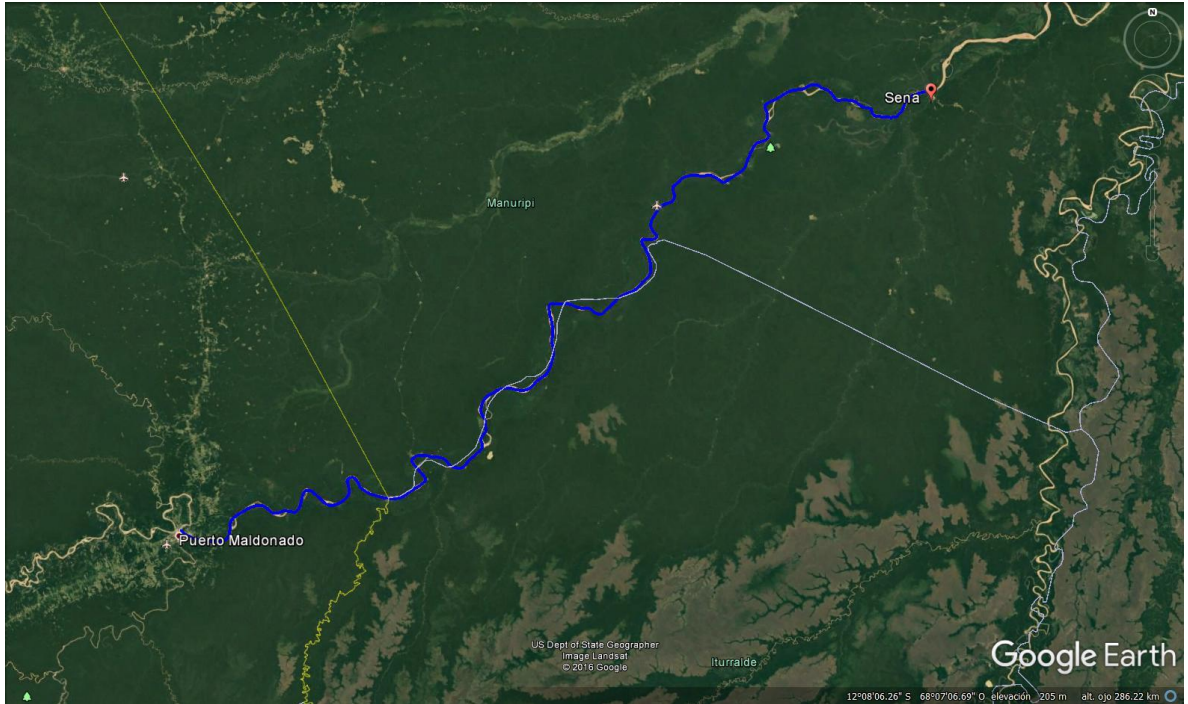 N
Sena
Manuripi
Puerto Maldonado
US Dept of State Geographer
Image Landsat
© 2016 Google
Iturralde
Google Earth
12°08'06.26" S 68°07'06.69" O elevación 205 m alt. ojo 286.22 km